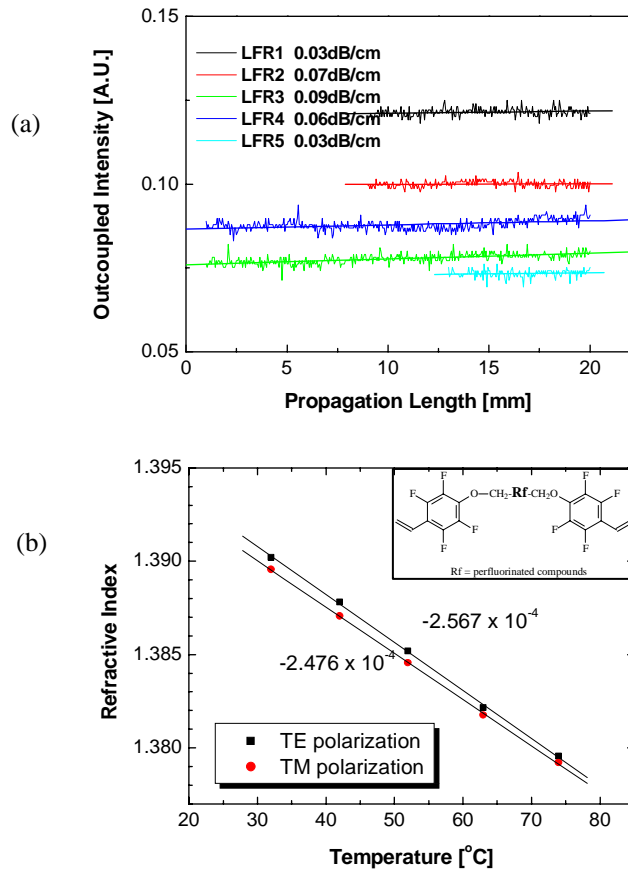 (a)
0.15
0.10
0.05
Outcoupled Intensity [A.U.]
LFR1 0.03dB/cm
LFR2 0.07dB/cm
LFR3 0.09dB/cm
LFR4 0.06dB/cm
LFR5 0.03dB/cm
0 5 10 15 20
Propagation Length [mm]
(b)
1.395
1.390
1.385
1.380
Refractive Index
F F F F
O—CH₂-Rf-CH₂O
F F F F
Rf = perfluorinated compounds
-2.567 x 10⁻⁴
-2.476 x 10⁻⁴
TE polarization
TM polarization
20 30 40 50 60 70 80
Temperature [°C]